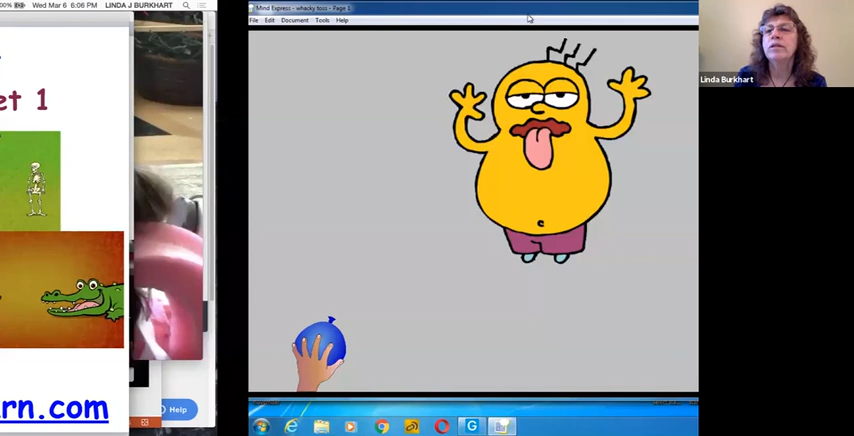 00% Wed Mar 6 6:06 PM LINDA J BURKHART
Mind Express - whacky toss - Page 1
File Edit Document Tools Help
et 1
Linda Burkhart
rn.com
Help